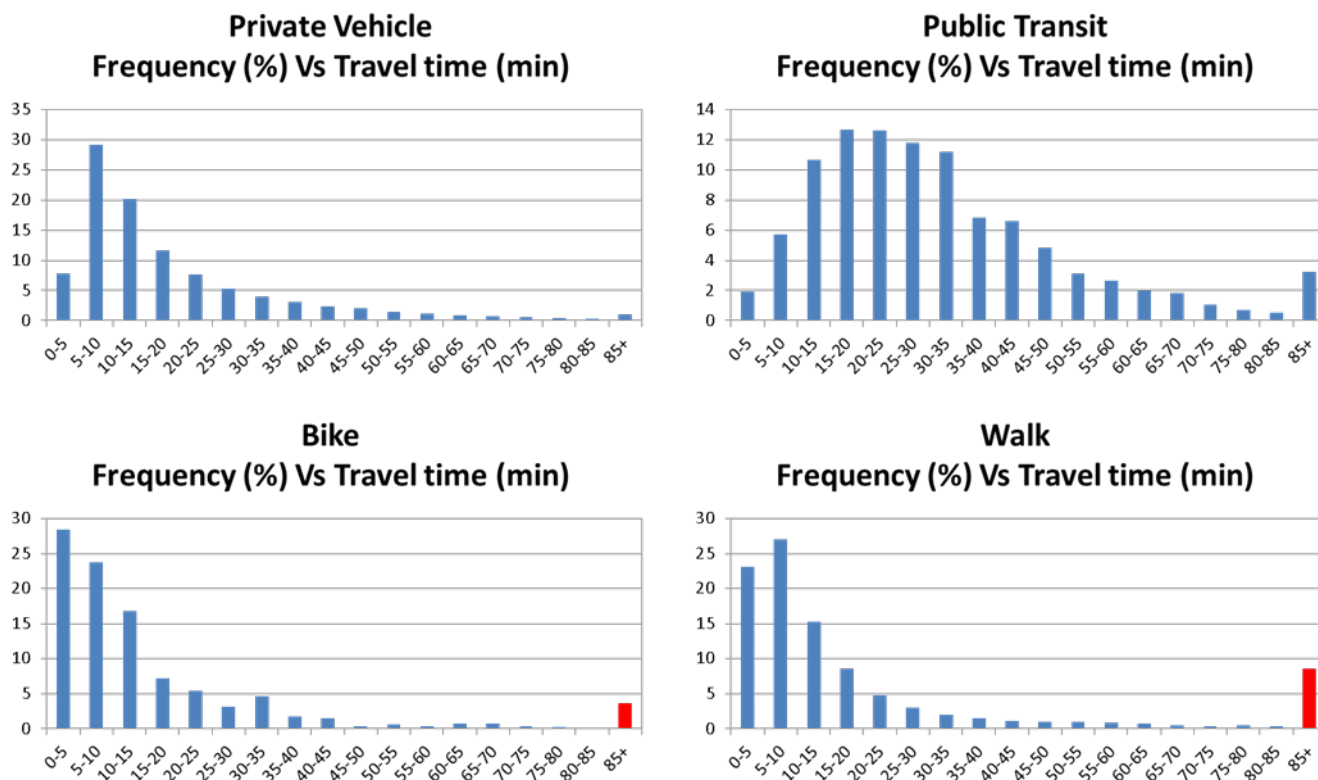 Private Vehicle
Frequency (%) Vs Travel time (min)
35
30
25
20
15
10
5
0
0-5 5-10 10-15 15-20 20-25 25-30 30-35 35-40 40-45 45-50 50-55 55-60 60-65 65-70 70-75 75-80 80-85 85+
Public Transit
Frequency (%) Vs Travel time (min)
14
12
10
8
6
4
2
0
0-5 5-10 10-15 15-20 20-25 25-30 30-35 35-40 40-45 45-50 50-55 55-60 60-65 65-70 70-75 75-80 80-85 85+
Bike
Frequency (%) Vs Travel time (min)
30
25
20
15
10
5
0
0-5 5-10 10-15 15-20 20-25 25-30 30-35 35-40 40-45 45-50 50-55 55-60 60-65 65-70 70-75 75-80 80-85 85+
Walk
Frequency (%) Vs Travel time (min)
30
25
20
15
10
5
0
0-5 5-10 10-15 15-20 20-25 25-30 30-35 35-40 40-45 45-50 50-55 55-60 60-65 65-70 70-75 75-80 80-85 85+